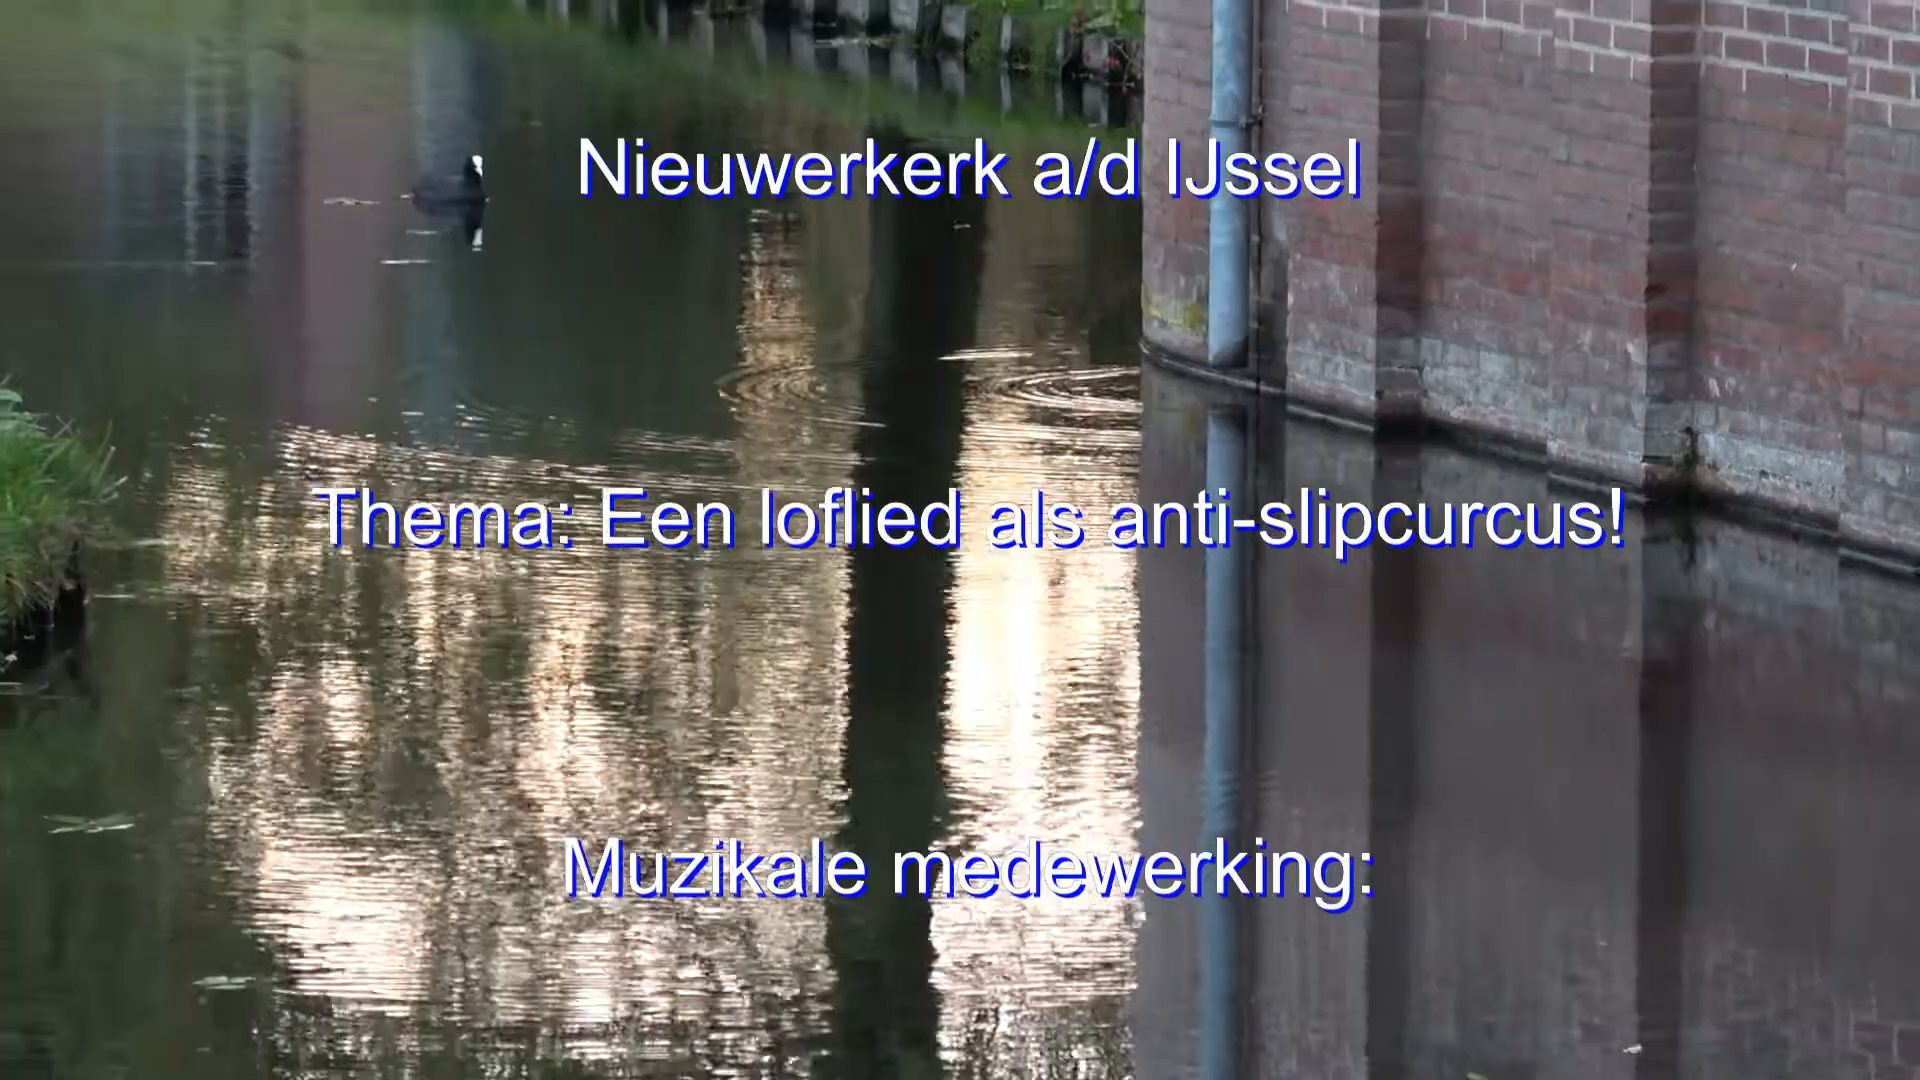 Nieuwerkerk a/d IJssel
Thema: Een loflied als anti-slipcurcus!
Muzikale medewerking: